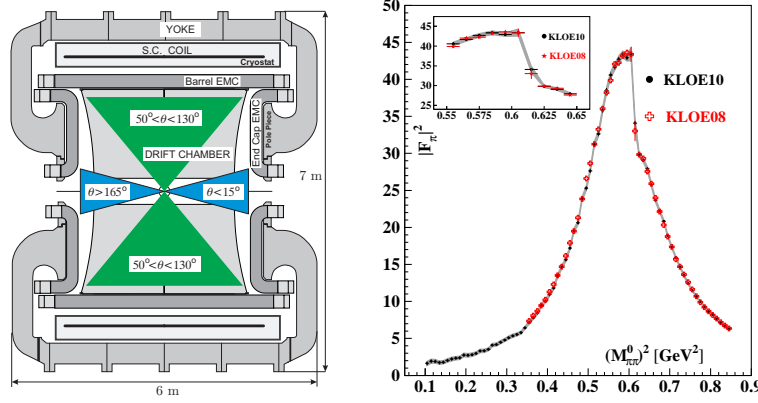 YOKE
S.C. COIL
Cryostat
Barrel EMC
50°<θ<130°
End Cap EMC
Pole Piece
DRIFT CHAMBER
7 m
θ>165°
θ<15°
50°<θ<130°
6 m
|Fπ|²
50
45
40
35
30
25
20
15
10
5
0
45
40
35
30
25
0.55
0.575
0.6
0.625
0.65
KLOE10
KLOE08
KLOE10
KLOE08
(M⁰ππ)² [GeV²]
0.1 0.2 0.3 0.4 0.5 0.6 0.7 0.8 0.9